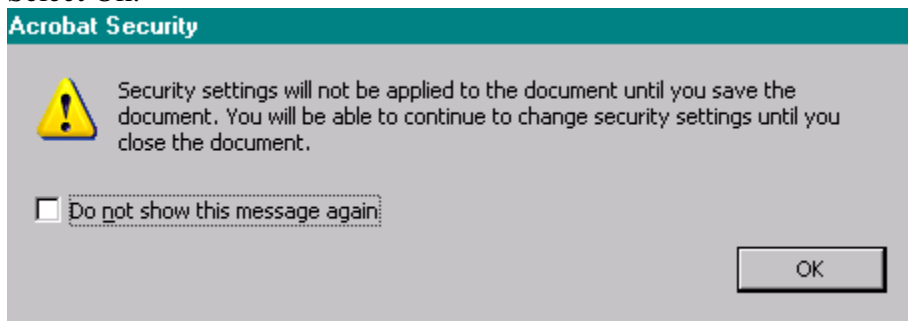 Acrobat Security
Security settings will not be applied to the document until you save the
document. You will be able to continue to change security settings until you
close the document.
Do not show this message again
OK